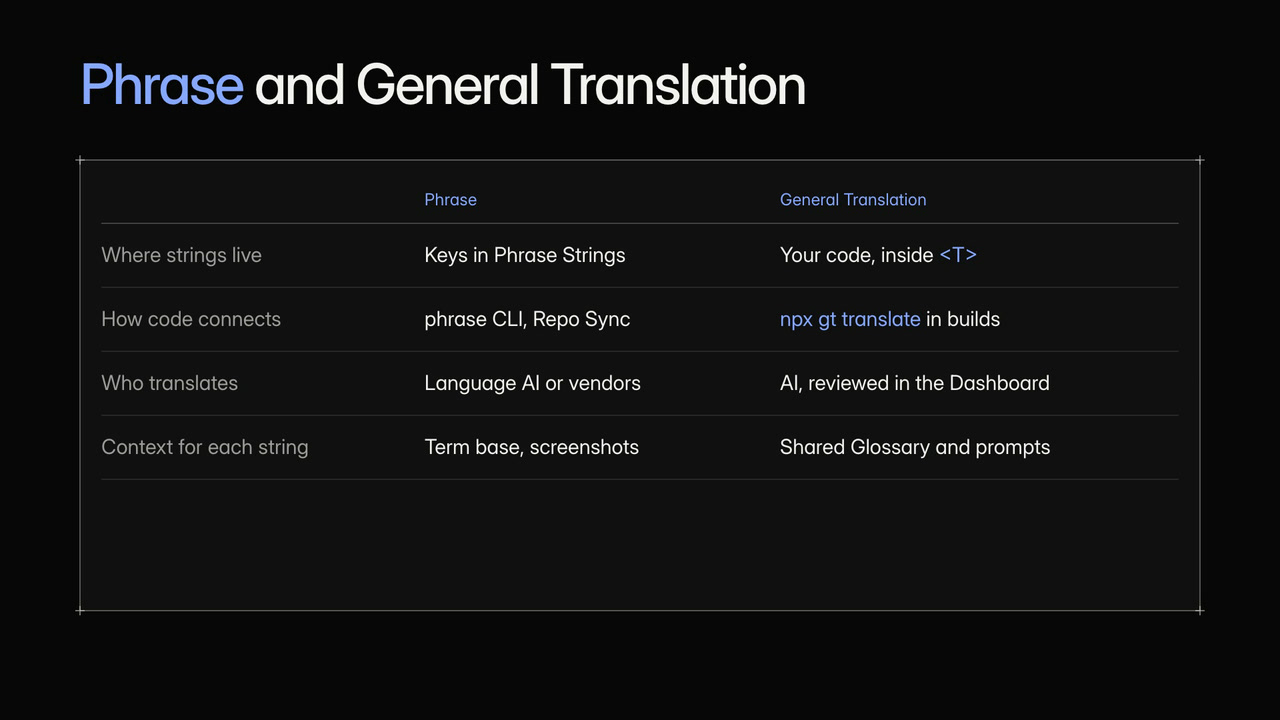 Phrase and General Translation
Phrase General Translation
Where strings live Keys in Phrase Strings Your code, inside <T>
How code connects phrase CLI, Repo Sync npx gt translate in builds
Who translates Language AI or vendors AI, reviewed in the Dashboard
Context for each string Term base, screenshots Shared Glossary and prompts